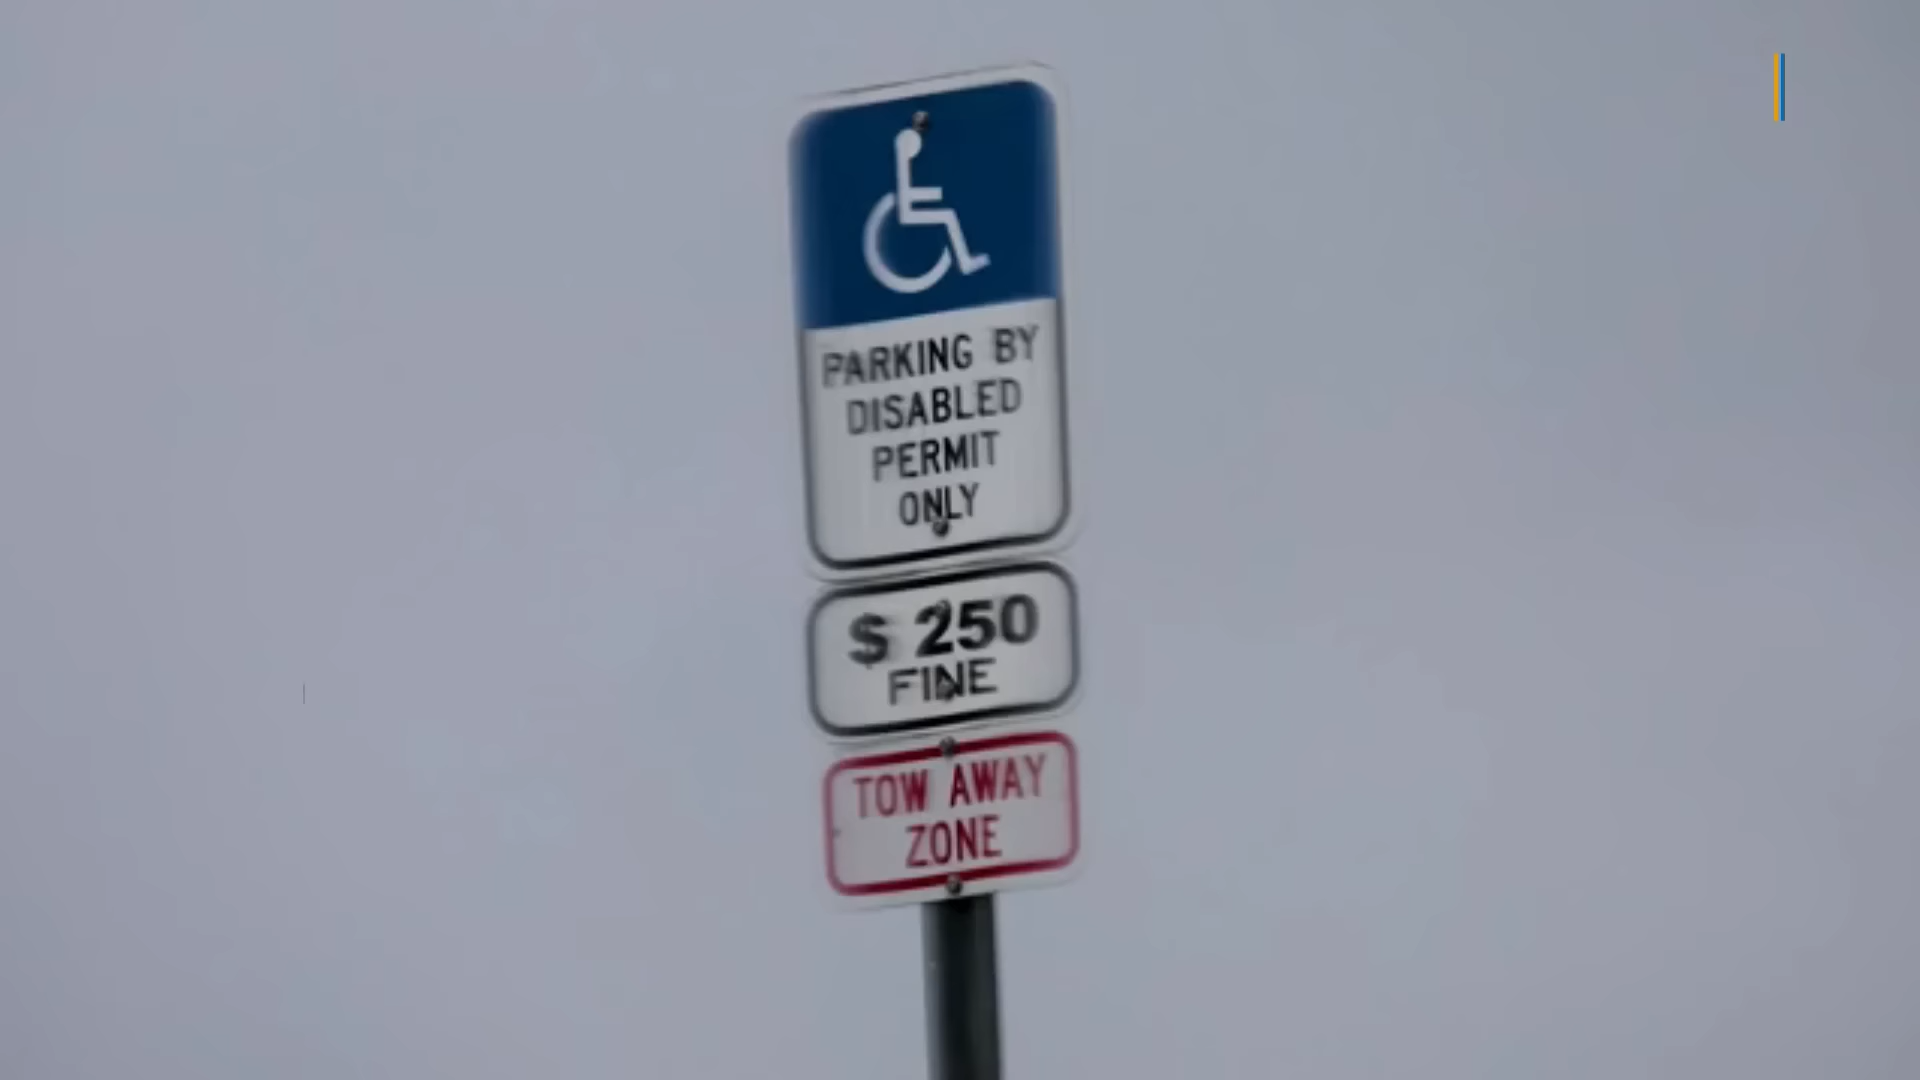 PARKING BY
DISABLED
PERMIT
ONLY
$ 250
FINE
TOW AWAY
ZONE